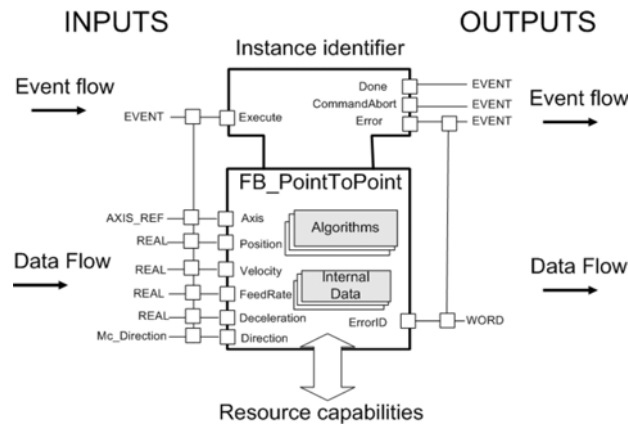 INPUTS
OUTPUTS
Instance identifier
Event flow
Done
EVENT
CommandAbort
EVENT
Event flow
EVENT
Execute
Error
EVENT
FB_PointToPoint
AXIS_REF
Axis
Algorithms
REAL
Position
Data Flow
REAL
Velocity
Internal
Data
Data Flow
REAL
FeedRate
REAL
Deceleration
ErrorID
WORD
Mc_Direction
Direction
Resource capabilities